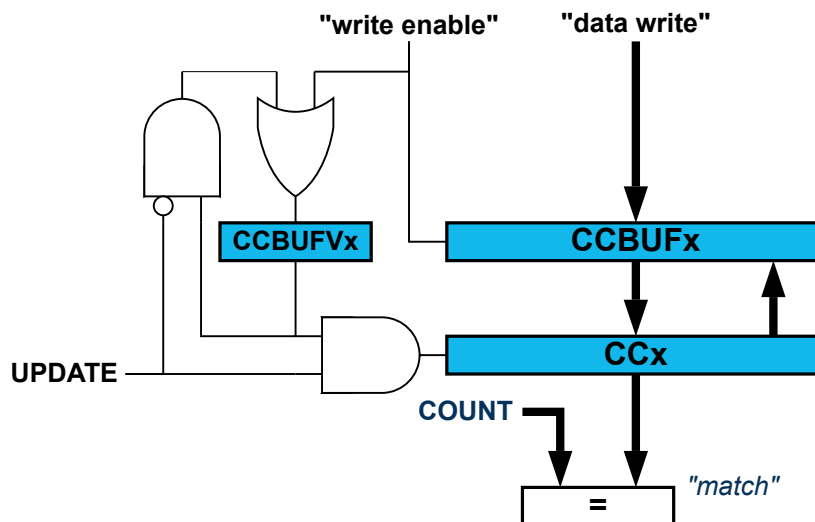 "write enable"
"data write"
CCBUFVx
CCBUFx
UPDATE
CCx
COUNT
"match"
=